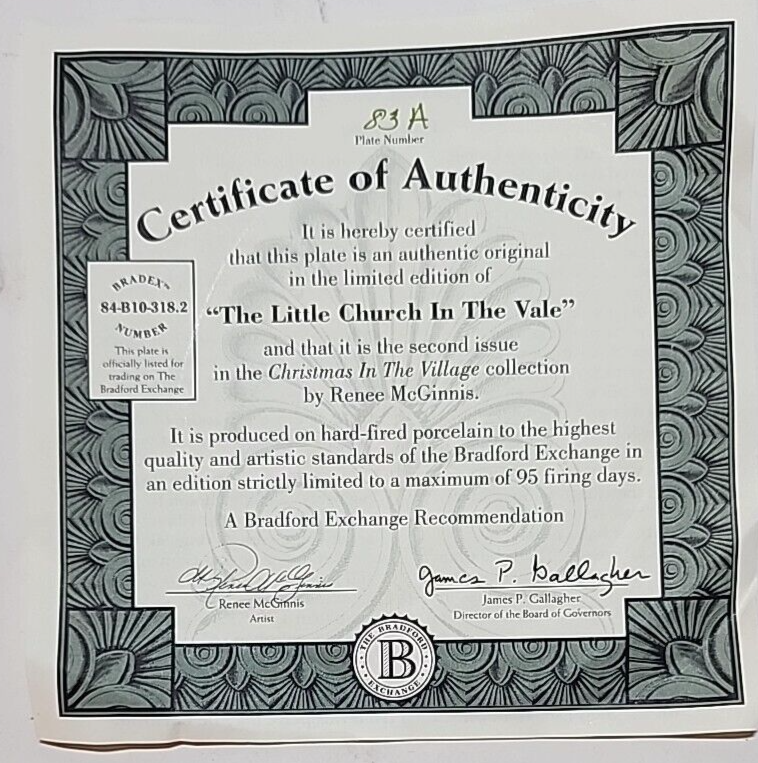 83 A
Plate Number
Certificate of Authenticity
It is hereby certified
that this plate is an authentic original
in the limited edition of
“The Little Church In The Vale”
and that it is the second issue
in the Christmas In The Village collection
by Renee McGinnis.
BRADEX™
84-B10-318.2
NUMBER
This plate is
officially listed for
trading on The
Bradford Exchange
It is produced on hard-fired porcelain to the highest
quality and artistic standards of the Bradford Exchange in
an edition strictly limited to a maximum of 95 firing days.
A Bradford Exchange Recommendation
Renee McGinnis
Artist
James P. Gallagher
James P. Gallagher
Director of the Board of Governors
THE BRADFORD
B
EXCHANGE